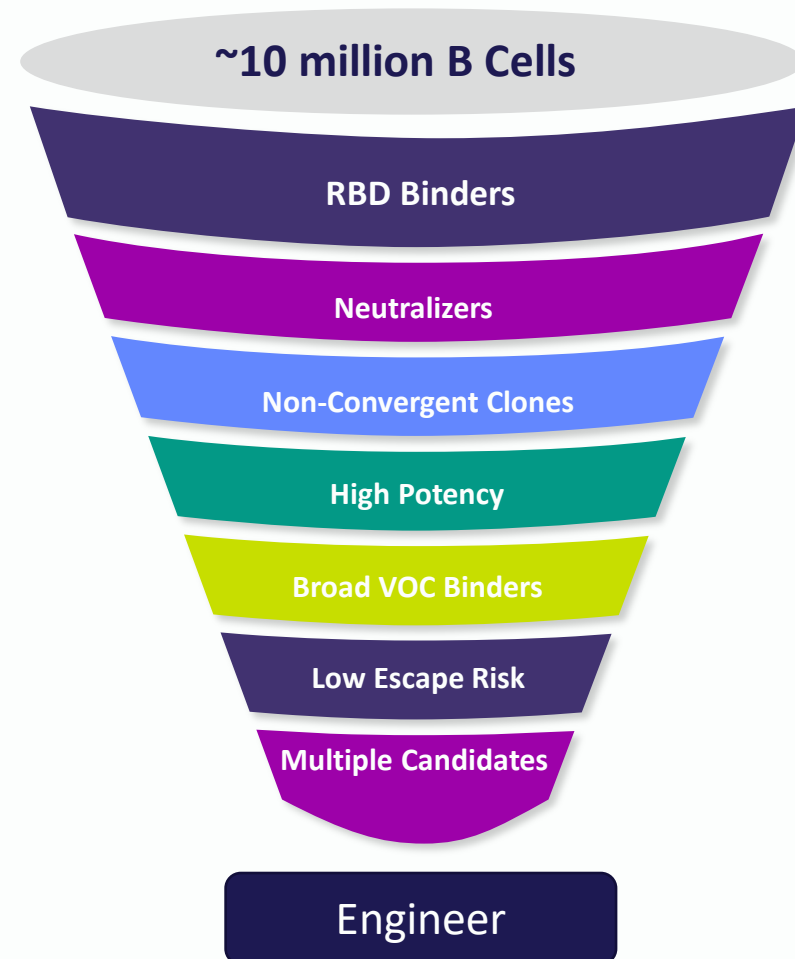 ~10 million B Cells
RBD Binders
Neutralizers
Non-Convergent Clones
High Potency
Broad VOC Binders
Low Escape Risk
Multiple Candidates
Engineer